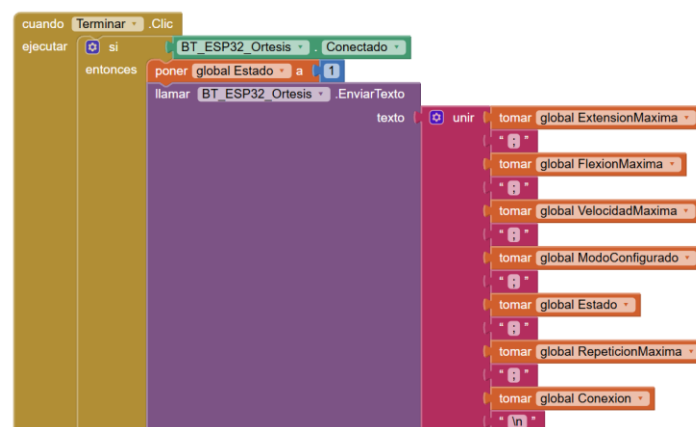 cuando Terminar .Clic
ejecutar si BT_ESP32_Ortesis . Conectado
entonces poner global Estado a 1
llamar BT_ESP32_Ortesis .EnviarTexto
texto unir tomar global ExtensionMaxima
" ; "
tomar global FlexionMaxima
" ; "
tomar global VelocidadMaxima
" ; "
tomar global ModoConfigurado
" ; "
tomar global Estado
" ; "
tomar global RepeticionMaxima
" ; "
tomar global Conexion
" \n "